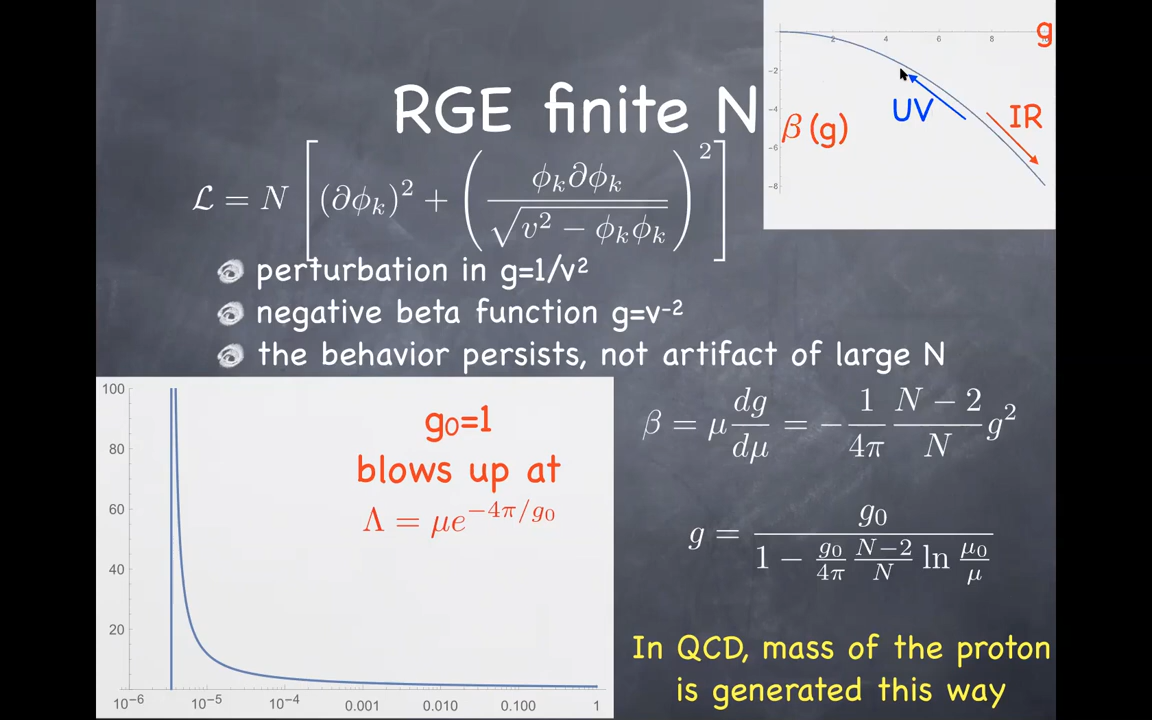 RGE finite N
g
2 4 6 8
-2
-4
-6
-8
β(g)
UV
IR
ℒ = N [ (∂ϕ_k)² + ( ϕ_k∂ϕ_k / √(v² − ϕ_kϕ_k) )² ]
perturbation in g=1/v²
negative beta function g=v⁻²
the behavior persists, not artifact of large N
100
80
60
40
20
10⁻⁶ 10⁻⁵ 10⁻⁴ 0.001 0.010 0.100 1
g₀=1
blows up at
Λ = μe^{−4π/g₀}
β = μ dg/dμ = − 1/4π N − 2/N g²
g = g₀ / (1 − g₀/4π N−2/N ln μ₀/μ)
In QCD, mass of the proton
is generated this way